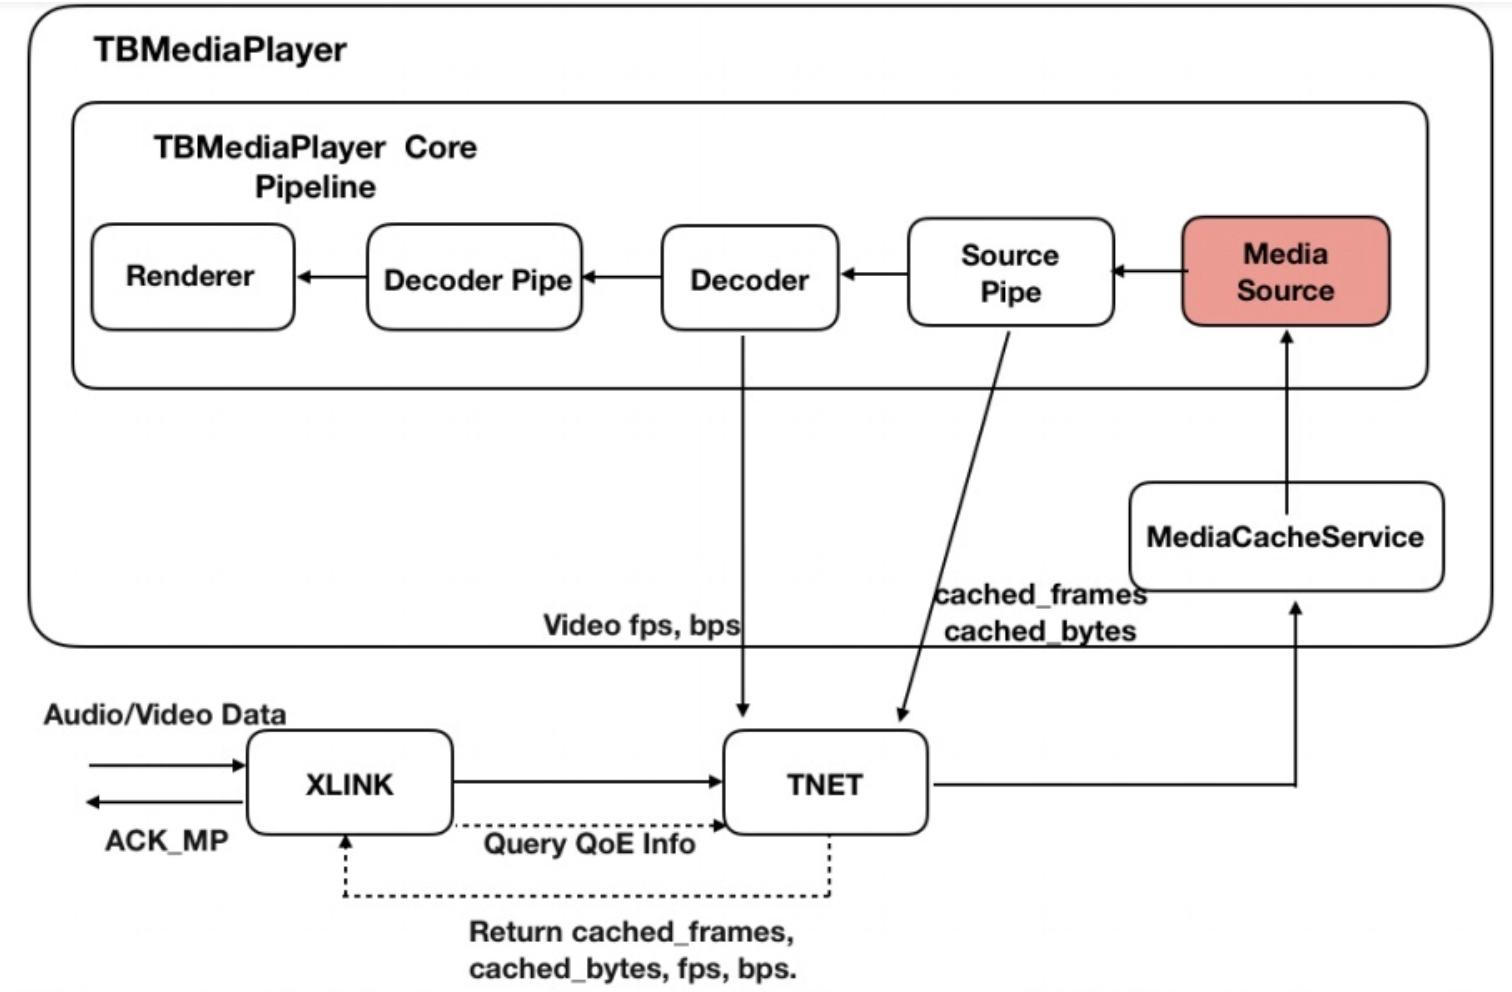 TBMediaPlayer
TBMediaPlayer Core
Pipeline
Renderer
Decoder Pipe
Decoder
Source
Pipe
Media
Source
MediaCacheService
cached_frames
cached_bytes
Video fps, bps
Audio/Video Data
XLINK
TNET
ACK_MP
Query QoE Info
Return cached_frames,
cached_bytes, fps, bps.